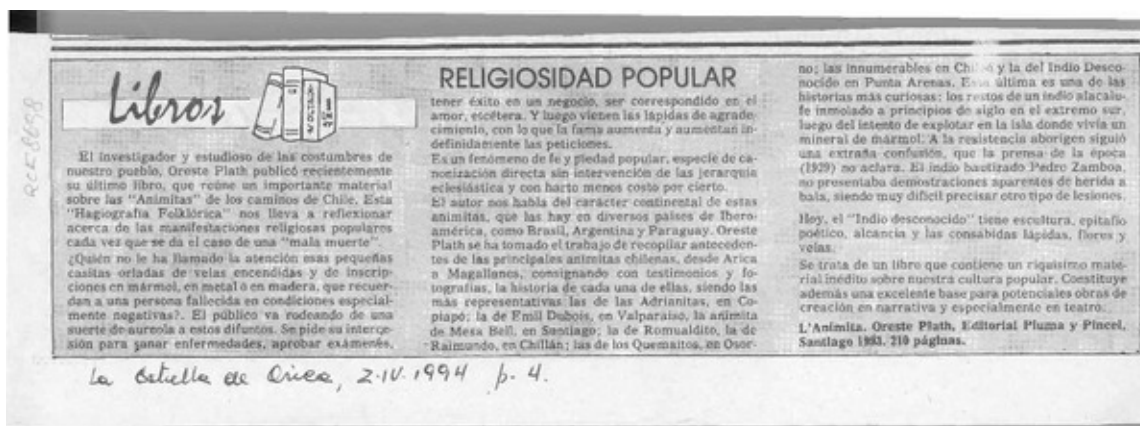 Libros
El investigador y estudioso de las costumbres de
nuestro pueblo, Oreste Plath publicó recientemente
su último libro, que reúne un importante material
sobre las "Animitas" de los caminos de Chile. Esta
"Hagiografía Folklórica" nos lleva a reflexionar
acerca de las manifestaciones religiosas populares
cada vez que se da el caso de una "mala muerte".
¿Quién no le ha llamado la atención esas pequeñas
casitas orladas de velas encendidas y de inscrip-
ciones en mármol, en metal o en madera, que recuer-
dan a una persona fallecida en condiciones especial-
mente negativas?. El público va rodeando de una
suerte de aureola a estos difuntos. Se pide su interce-
sión para sanar enfermedades, aprobar exámenes,
RELIGIOSIDAD POPULAR
tener éxito en un negocio, ser correspondido en el
amor, escétera. Y luego vienen las lápidas de agrade-
cimiento, con lo que la fama aumenta y aumentan in-
definidamente las peticiones.
Es un fenómeno de fe y piedad popular, especie de ca-
nonización directa sin intervención de las jerarquía
eclesiástica y con harto menos costo por cierto.
El autor nos habla del carácter continental de estas
animitas, que las hay en diversos países de Ibero-
américa, como Brasil, Argentina y Paraguay. Oreste
Plath se ha tomado el trabajo de recopilar anteceden-
tes de las principales animitas chilenas, desde Arica
a Magallanes, consignando con testimonios y fo-
tografías, la historia de cada una de ellas, siendo las
más representativas las de las Adrianitas, en Co-
piapó; la de Emil Dubois, en Valparaíso, la animita
de Mesa Bell, en Santiago; la de Romualdito, la de
Raimundo, en Chillán; las de los Quemaitos, en Osor-
no; las innumerables en y la del Indio Desco-
nocido en Punta Arenas. Esta última es una de las
historias más curiosas: los restos de un indio alacalu-
fe inmolado a principios de siglo en el extremo sur,
luego del intento de explotar en la isla donde vivía un
mineral de mármol. A la resistencia aborigen siguió
una extraña confusión, que la prensa de la época
(1929) no aclara. El indio bautizado Pedro Zamboa,
no presentaba demostraciones aparentes de herida a
bala, siendo muy difícil precisar otro tipo de lesiones.
Hoy, el "Indio desconocido" tiene escultura, epitafio
poético, alcancía y las consabidas lápidas, flores y
velas.
Se trata de un libro que contiene un riquísimo mate-
rial inédito sobre nuestra cultura popular. Constituye
además una excelente base para potenciales obras de
creación en narrativa y especialmente en teatro.
L'Animita. Oreste Plath, Editorial Pluma y Pincel,
Santiago 1993. 210 páginas.
La Estrella de Arica, 2.IV.1994 p. 4.